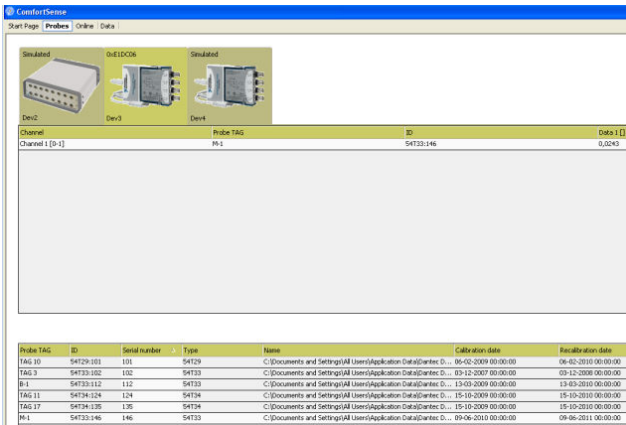 ComfortSense
Start Page Probes Online Data
Simulated 0xE1DC06 Simulated
Dev2 Dev3 Dev4
Channel Probe TAG ID Data 1 []
Channel 1 [0-1] M-1 54T33:146 0,0243
Probe TAG ID Serial number Type Name Calibration date Recalibration date
TAG 10 54T29:101 101 54T29 C:\Documents and Settings\All Users\Application Data\Dantec D... 06-02-2009 00:00:00 06-02-2010 00:00:00
TAG 3 54T33:102 102 54T33 C:\Documents and Settings\All Users\Application Data\Dantec D... 03-12-2007 00:00:00 03-12-2008 00:00:00
B-1 54T33:112 112 54T33 C:\Documents and Settings\All Users\Application Data\Dantec D... 13-03-2009 00:00:00 13-03-2010 00:00:00
TAG 11 54T34:124 124 54T34 C:\Documents and Settings\All Users\Application Data\Dantec D... 15-10-2009 00:00:00 15-10-2010 00:00:00
TAG 17 54T34:135 135 54T34 C:\Documents and Settings\All Users\Application Data\Dantec D... 15-10-2009 00:00:00 15-10-2010 00:00:00
M-1 54T33:146 146 54T33 C:\Documents and Settings\All Users\Application Data\Dantec D... 09-06-2010 00:00:00 09-06-2011 00:00:00